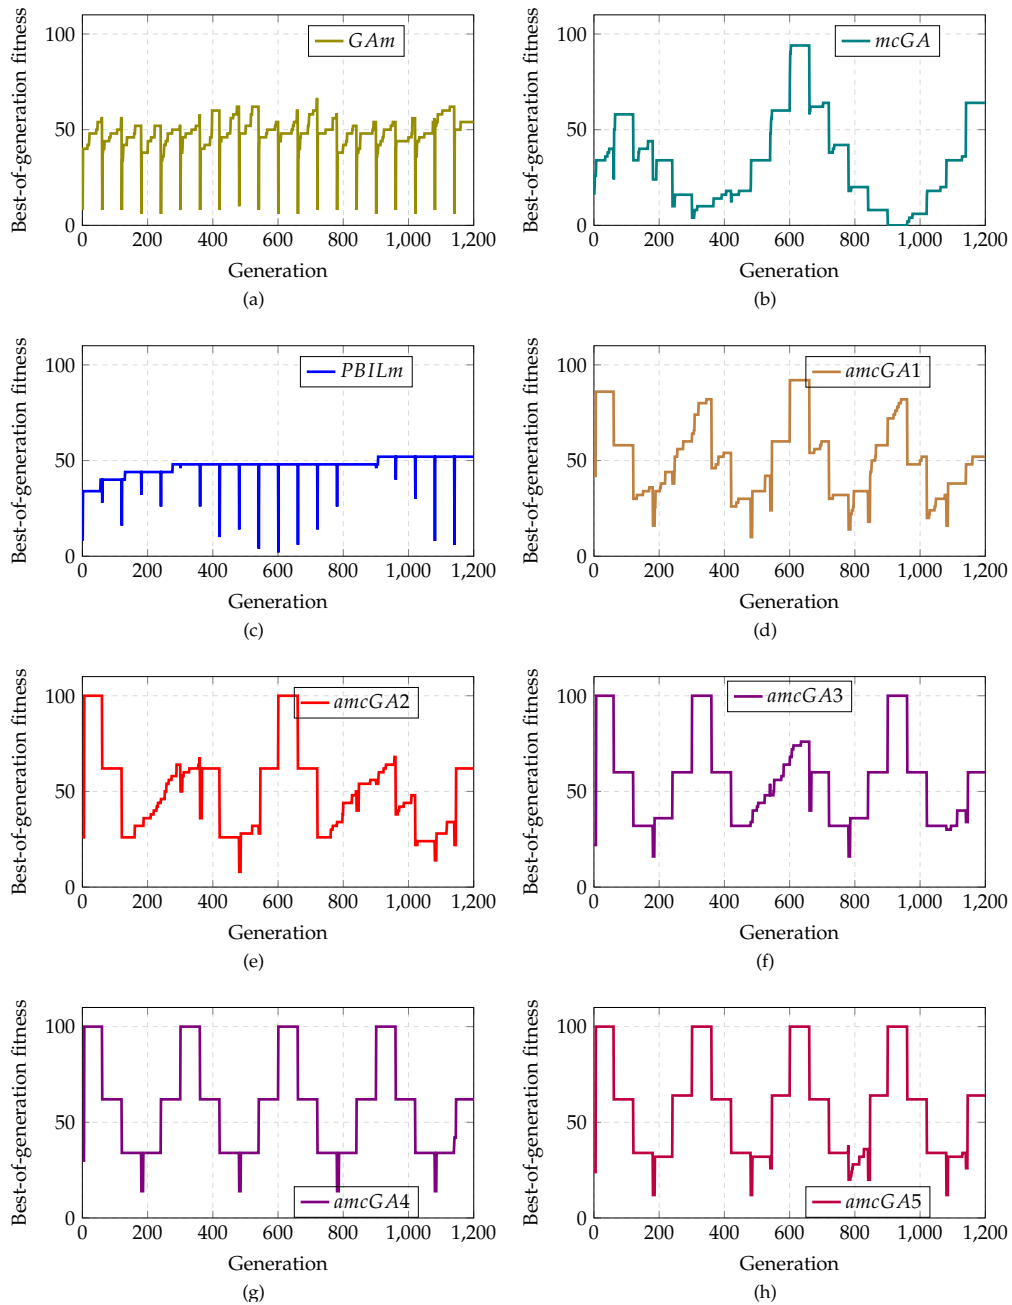 GAm
100
50
0
Best-of-generation fitness
0 200 400 600 800 1,000 1,200
Generation
(a)
mcGA
100
50
0
Best-of-generation fitness
0 200 400 600 800 1,000 1,200
Generation
(b)
PBILm
100
50
0
Best-of-generation fitness
0 200 400 600 800 1,000 1,200
Generation
(c)
amcGA1
100
50
0
Best-of-generation fitness
0 200 400 600 800 1,000 1,200
Generation
(d)
amcGA2
100
50
0
Best-of-generation fitness
0 200 400 600 800 1,000 1,200
Generation
(e)
amcGA3
100
50
0
Best-of-generation fitness
0 200 400 600 800 1,000 1,200
Generation
(f)
100
50
0
Best-of-generation fitness
amcGA4
0 200 400 600 800 1,000 1,200
Generation
(g)
100
50
0
Best-of-generation fitness
amcGA5
0 200 400 600 800 1,000 1,200
Generation
(h)